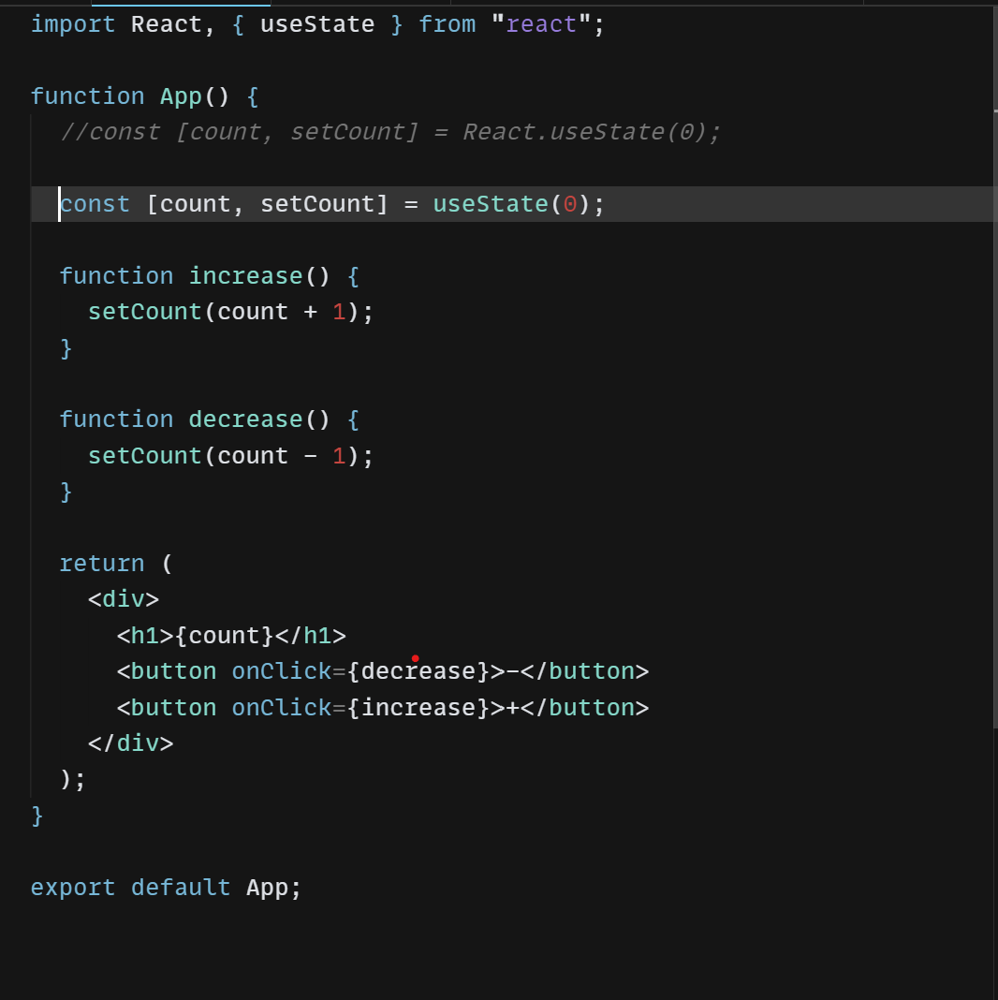 import React, { useState } from "react";
function App() {
//const [count, setCount] = React.useState(0);
const [count, setCount] = useState(0);
function increase() {
setCount(count + 1);
}
function decrease() {
setCount(count - 1);
}
return (
<div>
<h1>{count}</h1>
<button onClick={decrease}>-</button>
<button onClick={increase}>+</button>
</div>
);
}
export default App;